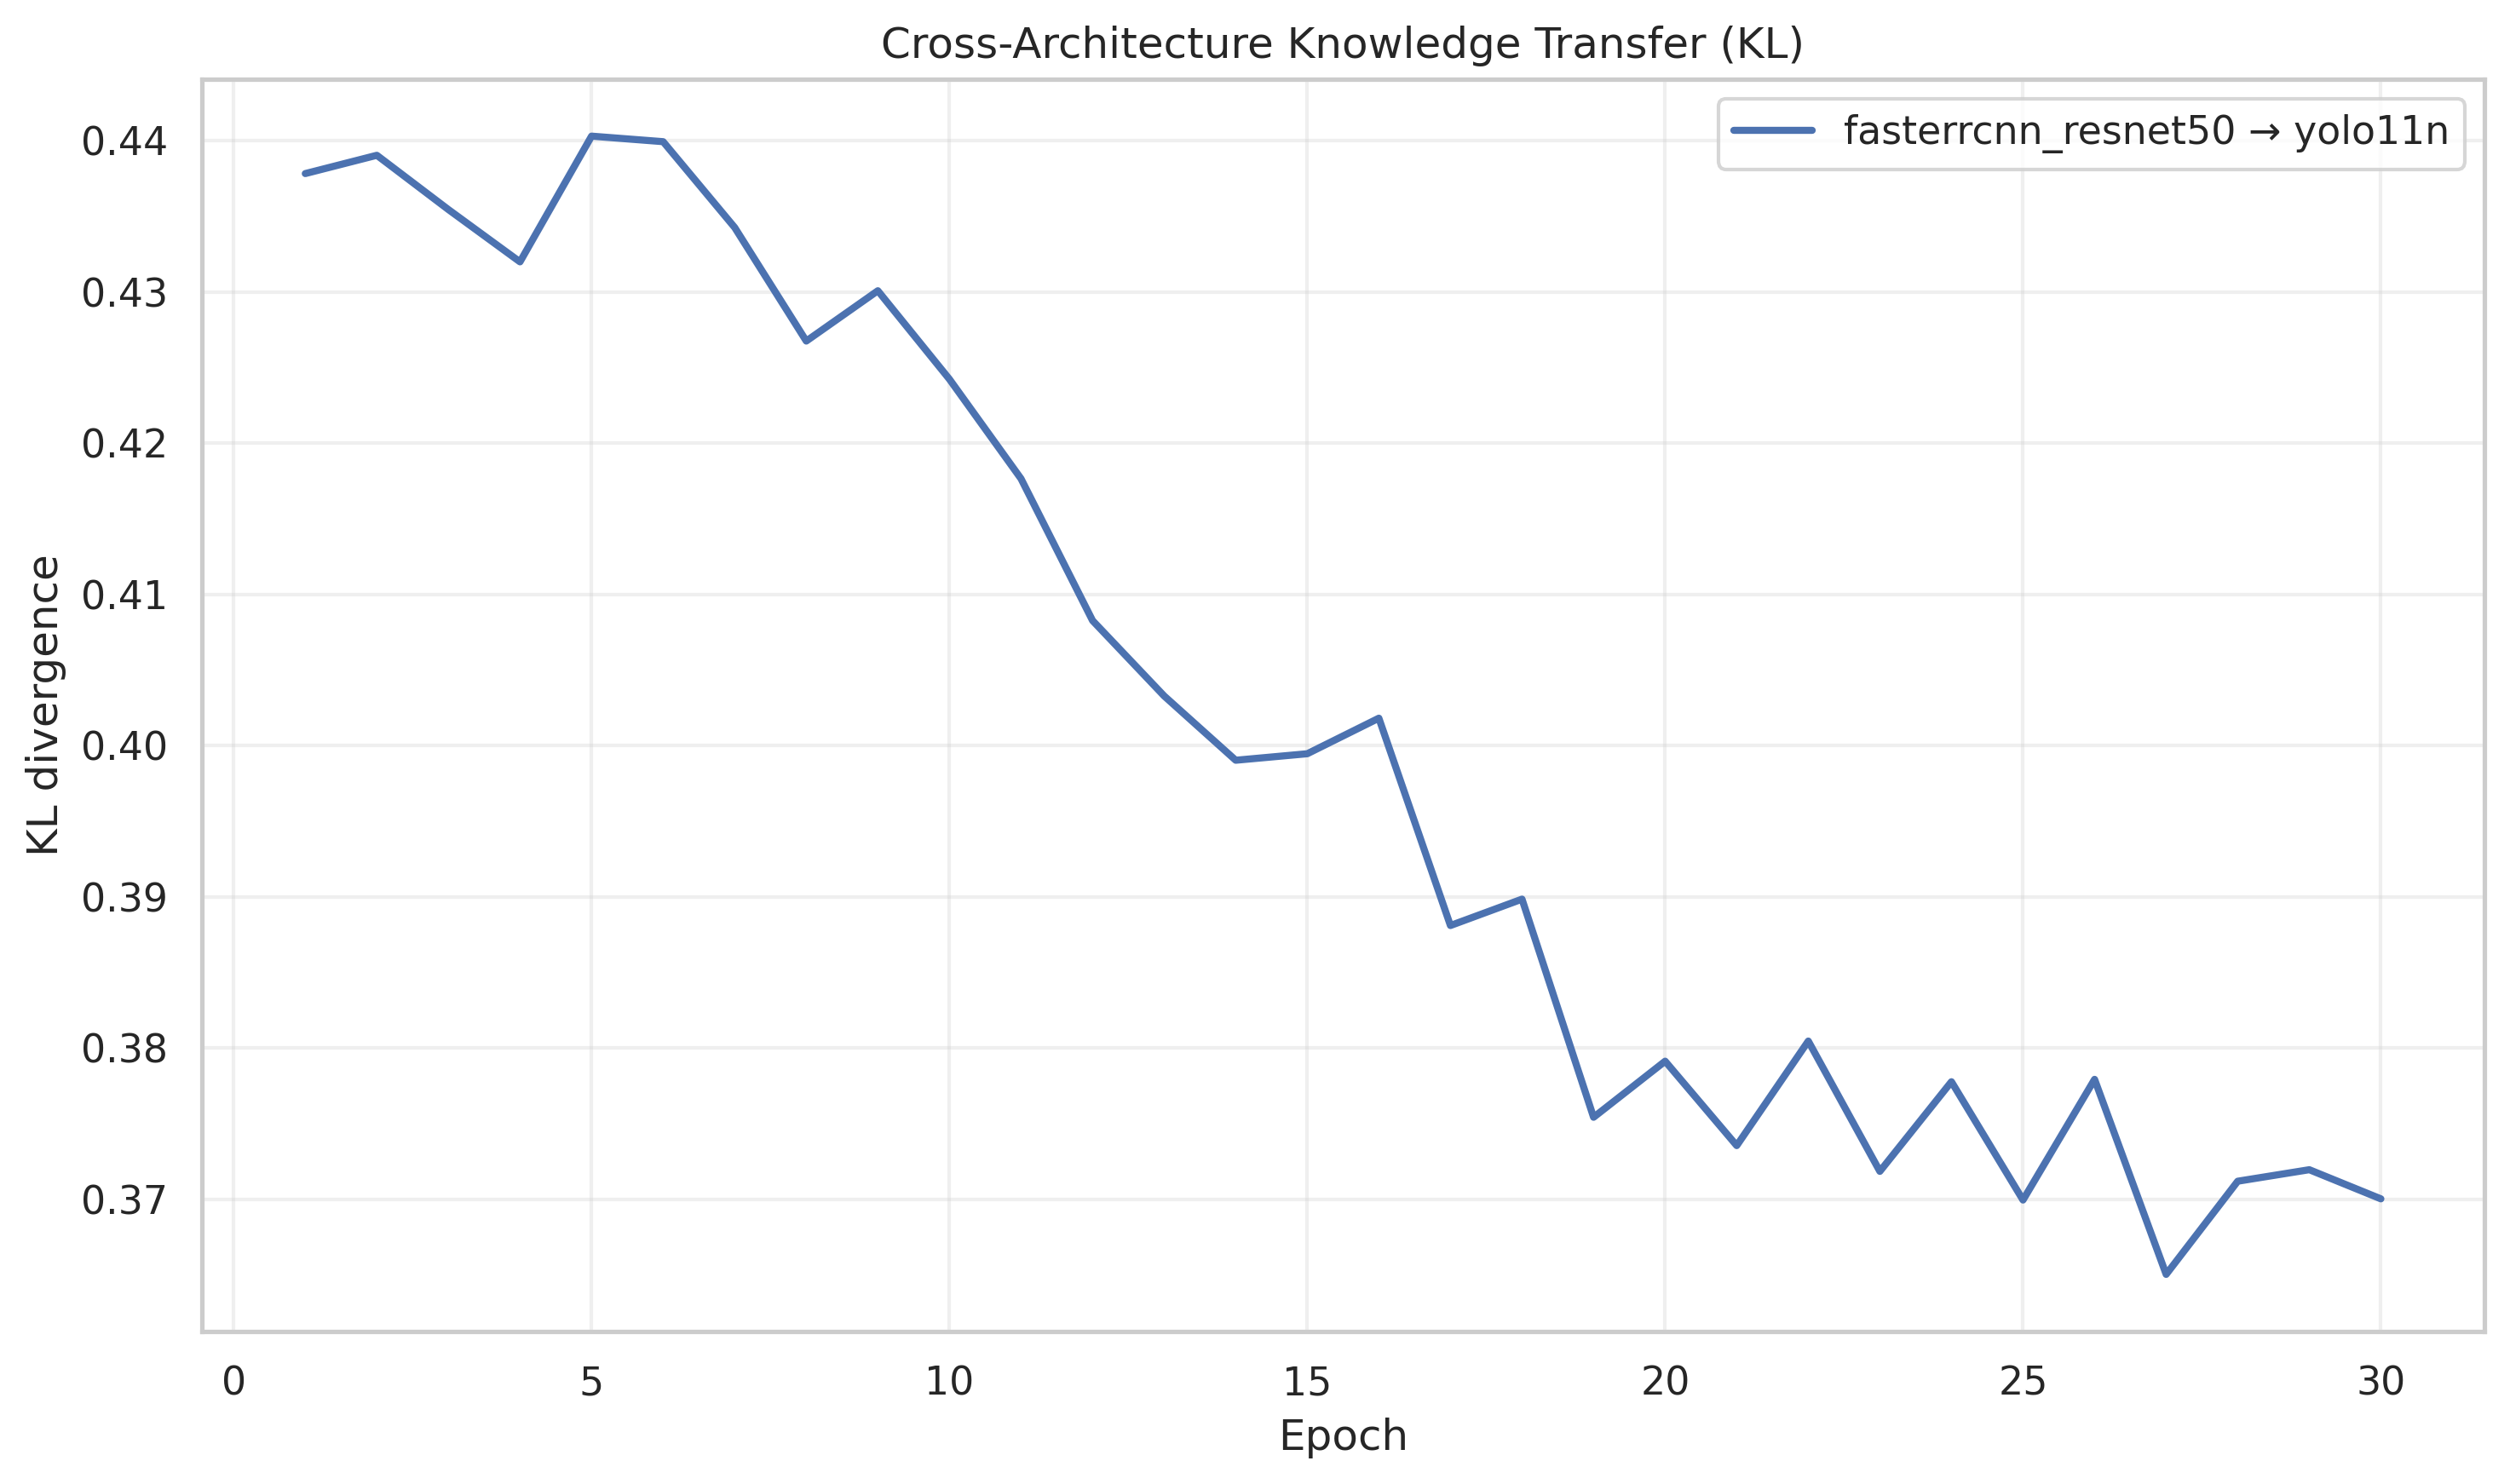 Cross-Architecture Knowledge Transfer (KL)
fasterrcnn_resnet50 → yolo11n
KL divergence
0.44
0.43
0.42
0.41
0.40
0.39
0.38
0.37
0 5 10 15 20 25 30
Epoch